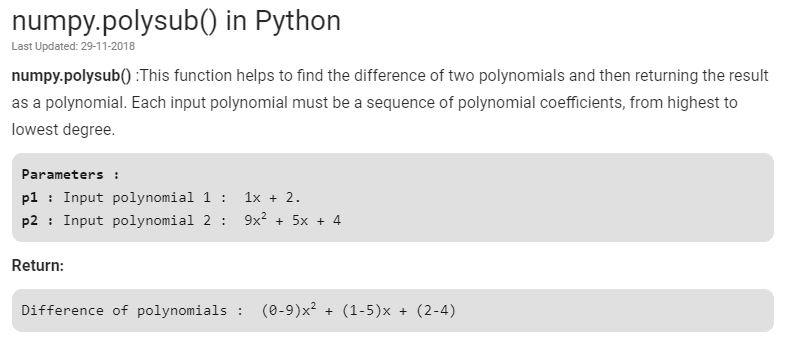 numpy.polysub() in Python
Last Updated: 29-11-2018
numpy.polysub() :This function helps to find the difference of two polynomials and then returning the result
as a polynomial. Each input polynomial must be a sequence of polynomial coefficients, from highest to
lowest degree.
Parameters :
p1 : Input polynomial 1 :  1x + 2.
p2 : Input polynomial 2 :  9x² + 5x + 4
Return:
Difference of polynomials :  (0-9)x² + (1-5)x + (2-4)